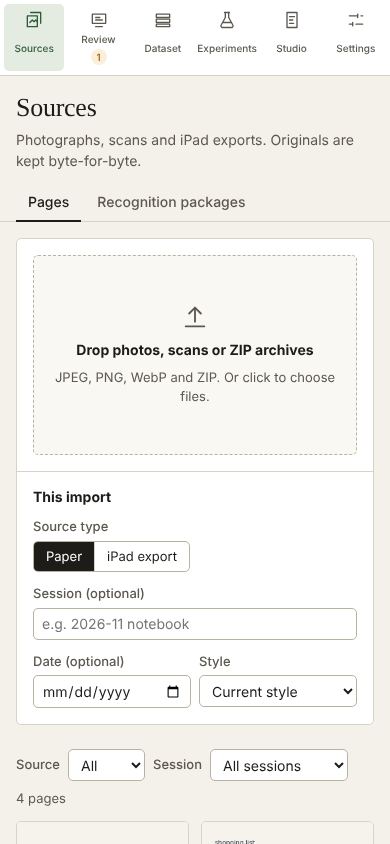 Sources
Review
1
Dataset
Experiments
Studio
Settings
Sources
Photographs, scans and iPad exports. Originals are
kept byte-for-byte.
Pages
Recognition packages
Drop photos, scans or ZIP archives
JPEG, PNG, WebP and ZIP. Or click to choose
files.
This import
Source type
Paper
iPad export
Session (optional)
e.g. 2026-11 notebook
Date (optional)
Style
mm/dd/yyyy
Current style
Source
All
Session
All sessions
4 pages
shopping list